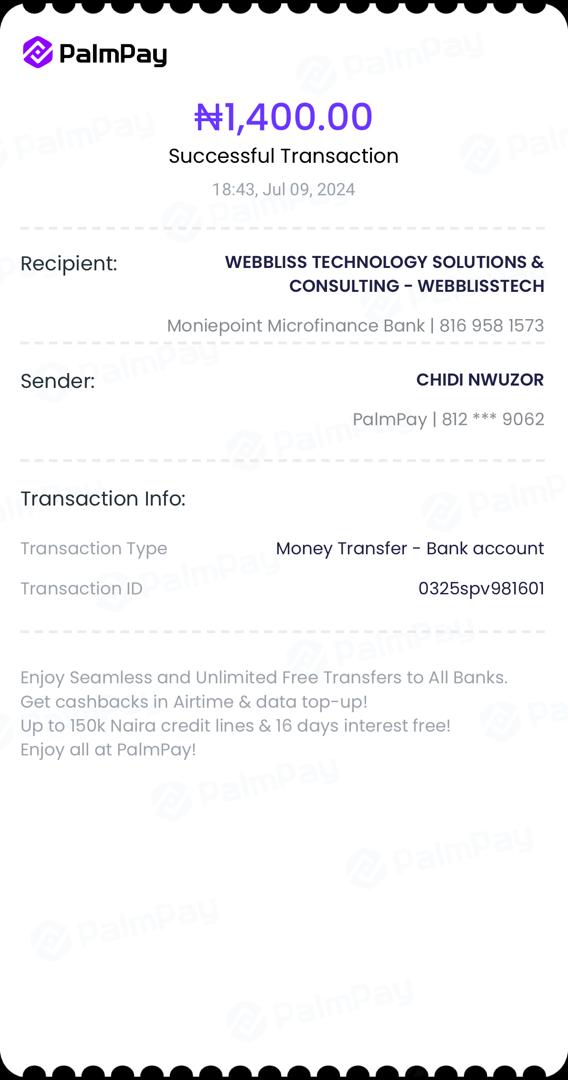 PalmPay
₦1,400.00
Successful Transaction
18:43, Jul 09, 2024
Recipient: WEBBLISS TECHNOLOGY SOLUTIONS &
CONSULTING - WEBBLISSTECH
Moniepoint Microfinance Bank | 816 958 1573
Sender: CHIDI NWUZOR
PalmPay | 812 *** 9062
Transaction Info:
Transaction Type Money Transfer - Bank account
Transaction ID 0325spv981601
Enjoy Seamless and Unlimited Free Transfers to All Banks.
Get cashbacks in Airtime & data top-up!
Up to 150k Naira credit lines & 16 days interest free!
Enjoy all at PalmPay!